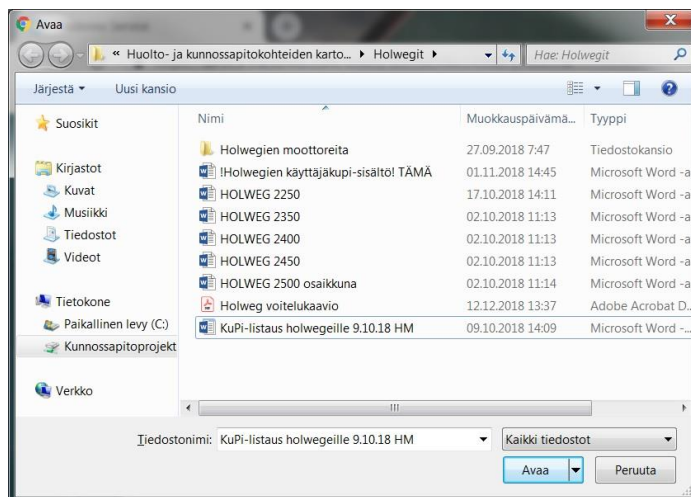 Avaa
« Huolto- ja kunnossapitokohteiden karto... Holwegit
Hae: Holwegit
Järjestä Uusi kansio
Suosikit
Kirjastot
Kuvat
Musiikki
Tiedostot
Videot
Tietokone
Paikallinen levy (C:)
Kunnossapitoprojekt
Verkko
Nimi Muokkauspäivämä... Tyyppi
Holwegien moottoreita 27.09.2018 7:47 Tiedostokansio
!Holwegien käyttäjäkupi-sisältö! TÄMÄ 01.11.2018 14:45 Microsoft Word -a
HOLWEG 2250 17.10.2018 14:11 Microsoft Word -a
HOLWEG 2350 02.10.2018 11:13 Microsoft Word -a
HOLWEG 2400 02.10.2018 11:13 Microsoft Word -a
HOLWEG 2450 02.10.2018 11:13 Microsoft Word -a
HOLWEG 2500 osaikkuna 02.10.2018 11:14 Microsoft Word -a
Holweg voitelukaavio 12.12.2018 13:37 Adobe Acrobat D...
KuPi-listaus holwegeille 9.10.18 HM 09.10.2018 14:09 Microsoft Word -...
Tiedostonimi: KuPi-listaus holwegeille 9.10.18 HM Kaikki tiedostot
Avaa Peruuta